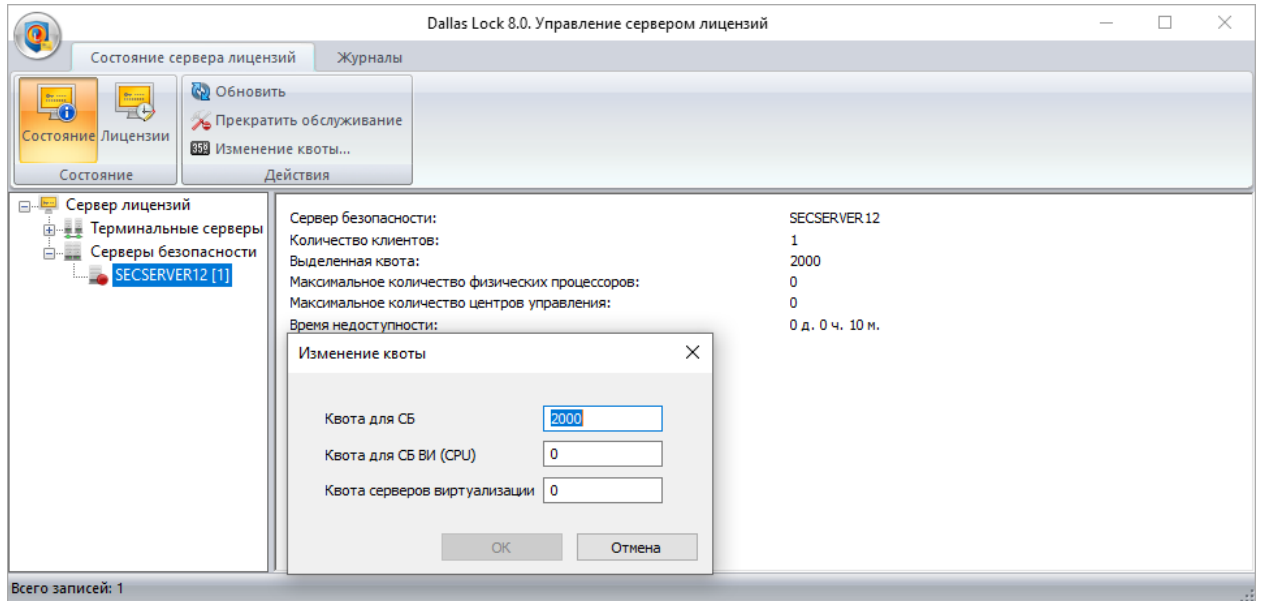 Dallas Lock 8.0. Управление сервером лицензий
Состояние сервера лицензий Журналы
Обновить
Прекратить обслуживание
Состояние Лицензии
Изменение квоты...
Состояние Действия
Сервер лицензий
Терминальные серверы
Серверы безопасности
SECSERVER12 [1]
Сервер безопасности: SECSERVER12
Количество клиентов: 1
Выделенная квота: 2000
Максимальное количество физических процессоров: 0
Максимальное количество центров управления: 0
Время недоступности: 0 д. 0 ч. 10 м.
Изменение квоты
Квота для СБ 2000
Квота для СБ ВИ (CPU) 0
Квота серверов виртуализации 0
OK Отмена
Всего записей: 1